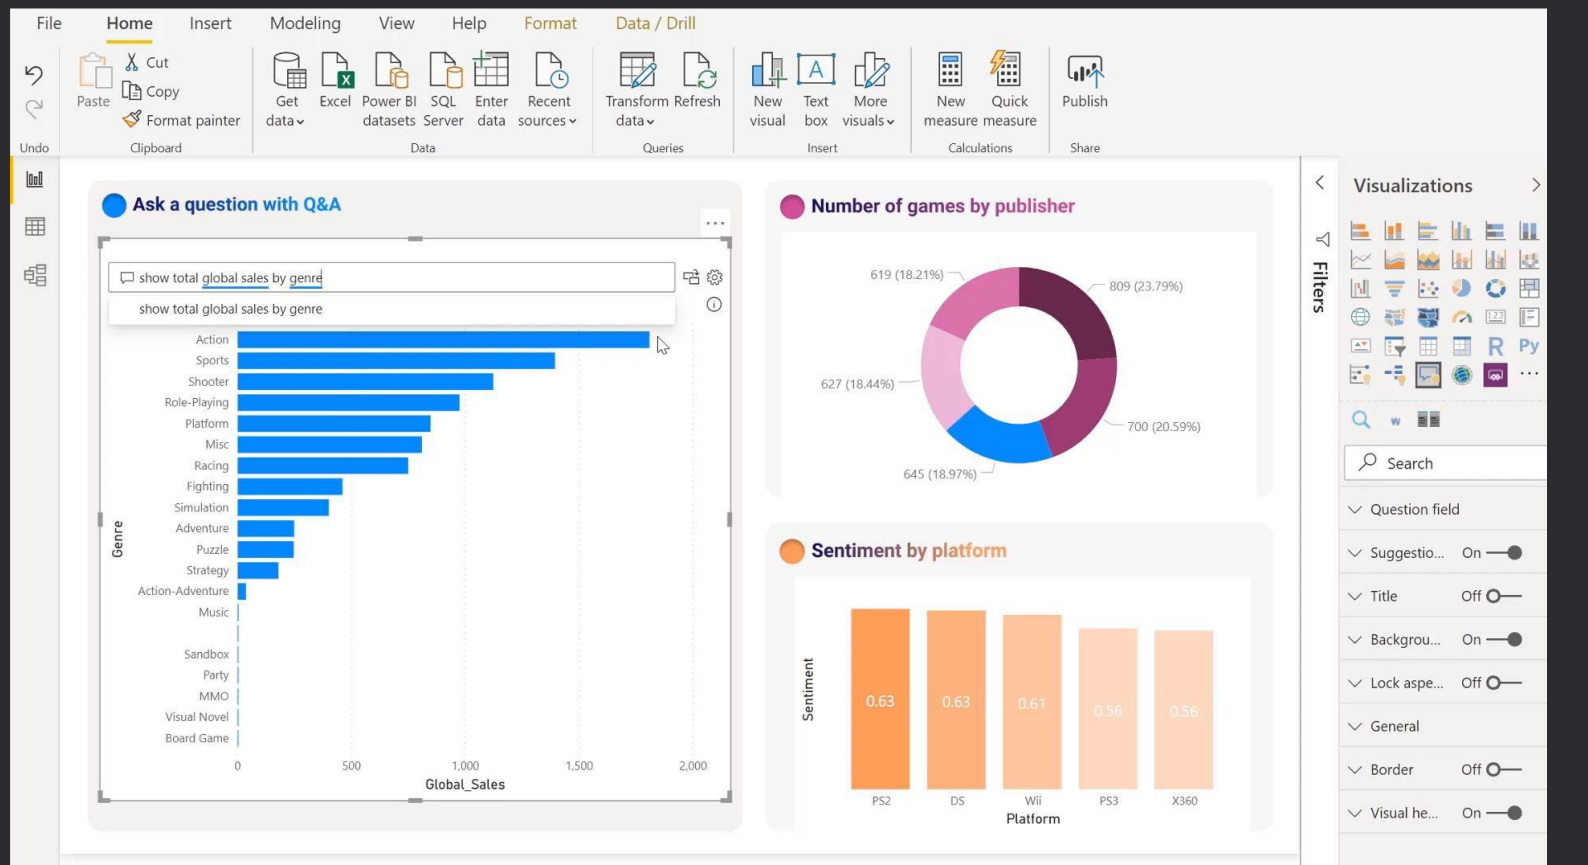 File Home Insert Modeling View Help Format Data / Drill
Cut
Copy
Format painter
Paste
Get data
Excel
Power BI datasets
SQL Server
Enter data
Recent sources
Transform data
Refresh
New visual
Text box
More visuals
New measure
Quick measure
Publish
Undo Clipboard Data Queries Insert Calculations Share
Ask a question with Q&A
show total global sales by genre
show total global sales by genre
Genre
Action
Sports
Shooter
Role-Playing
Platform
Misc
Racing
Fighting
Simulation
Adventure
Puzzle
Strategy
Action-Adventure
Music
Sandbox
Party
MMO
Visual Novel
Board Game
0 500 1,000 1,500 2,000
Global_Sales
Number of games by publisher
619 (18.21%)
809 (23.79%)
627 (18.44%)
700 (20.59%)
645 (18.97%)
Sentiment by platform
Sentiment
0.63 0.63 0.61 0.56 0.56
PS2 DS Wii PS3 X360
Platform
Filters
Visualizations
123
R Py
Search
Question field
Suggestio... On
Title Off
Backgrou... On
Lock aspe... Off
General
Border Off
Visual he... On